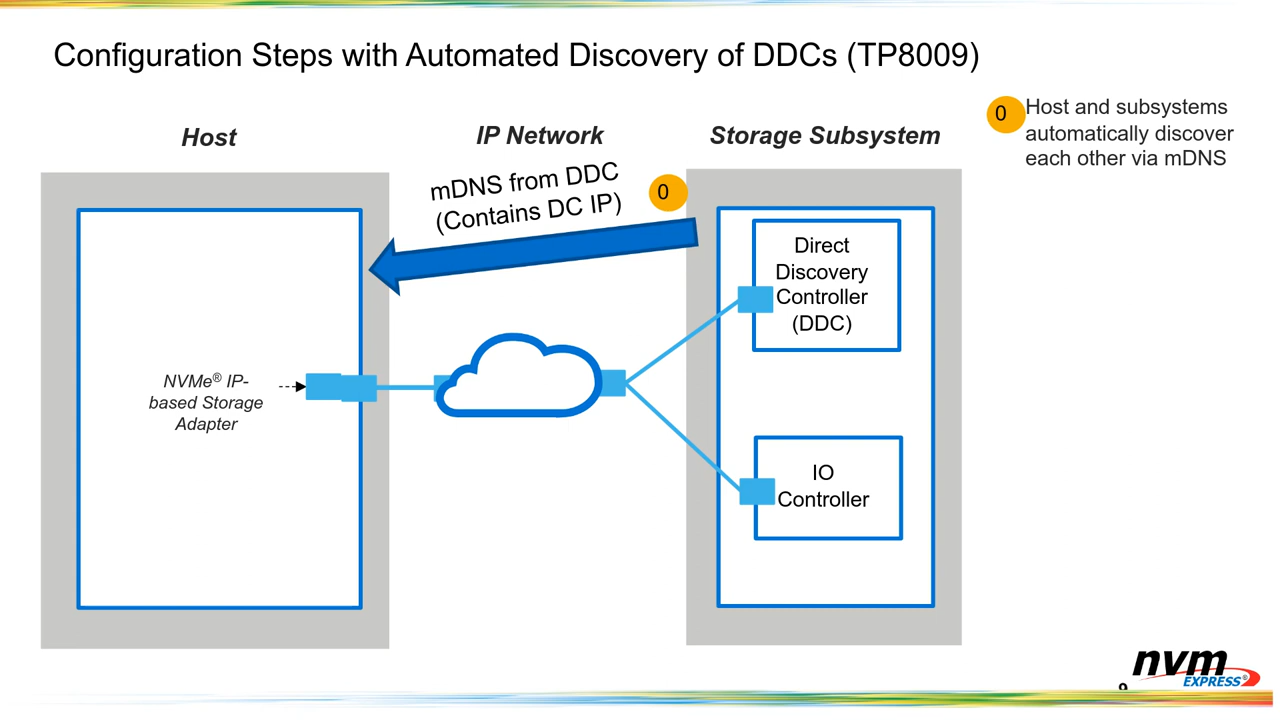 Configuration Steps with Automated Discovery of DDCs (TP8009)
0
Host and subsystems
automatically discover
each other via mDNS
Host
IP Network
Storage Subsystem
mDNS from DDC
(Contains DC IP)
0
Direct
Discovery
Controller
(DDC)
NVMe® IP-
based Storage
Adapter
IO
Controller
nvm
EXPRESS®